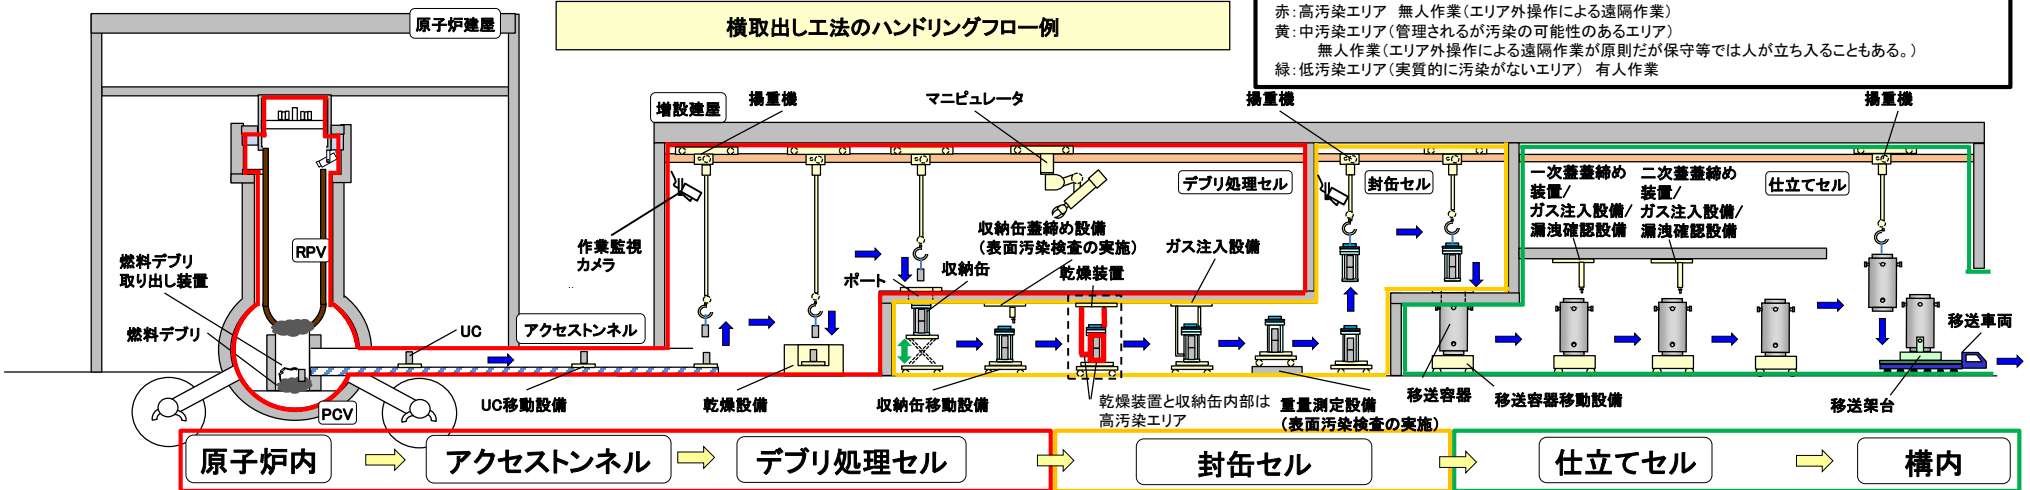 横取出し工法のハンドリングフロー例
赤:高汚染エリア 無人作業(エリア外操作による遠隔作業)
黄:中汚染エリア(管理されるが汚染の可能性のあるエリア)
無人作業(エリア外操作による遠隔作業が原則だが保守等では人が立ち入ることもある。)
緑:低汚染エリア(実質的に汚染がないエリア) 有人作業
原子炉建屋
増設建屋
揚重機
マニピュレータ
揚重機
揚重機
デブリ処理セル
封缶セル
仕立てセル
一次蓋蓋締め
装置/
ガス注入設備/
漏洩確認設備
二次蓋蓋締め
装置/
ガス注入設備/
漏洩確認設備
作業監視
カメラ
収納缶蓋締め設備
(表面汚染検査の実施)
ガス注入設備
収納缶
乾燥装置
ポート
RPV
燃料デブリ
取り出し装置
燃料デブリ
UC
アクセストンネル
移送車両
PCV
UC移動設備
乾燥設備
収納缶移動設備
乾燥装置と収納缶内部は
高汚染エリア
重量測定設備
(表面汚染検査の実施)
移送容器
移送容器移動設備
移送架台
原子炉内
アクセストンネル
デブリ処理セル
封缶セル
仕立てセル
構内